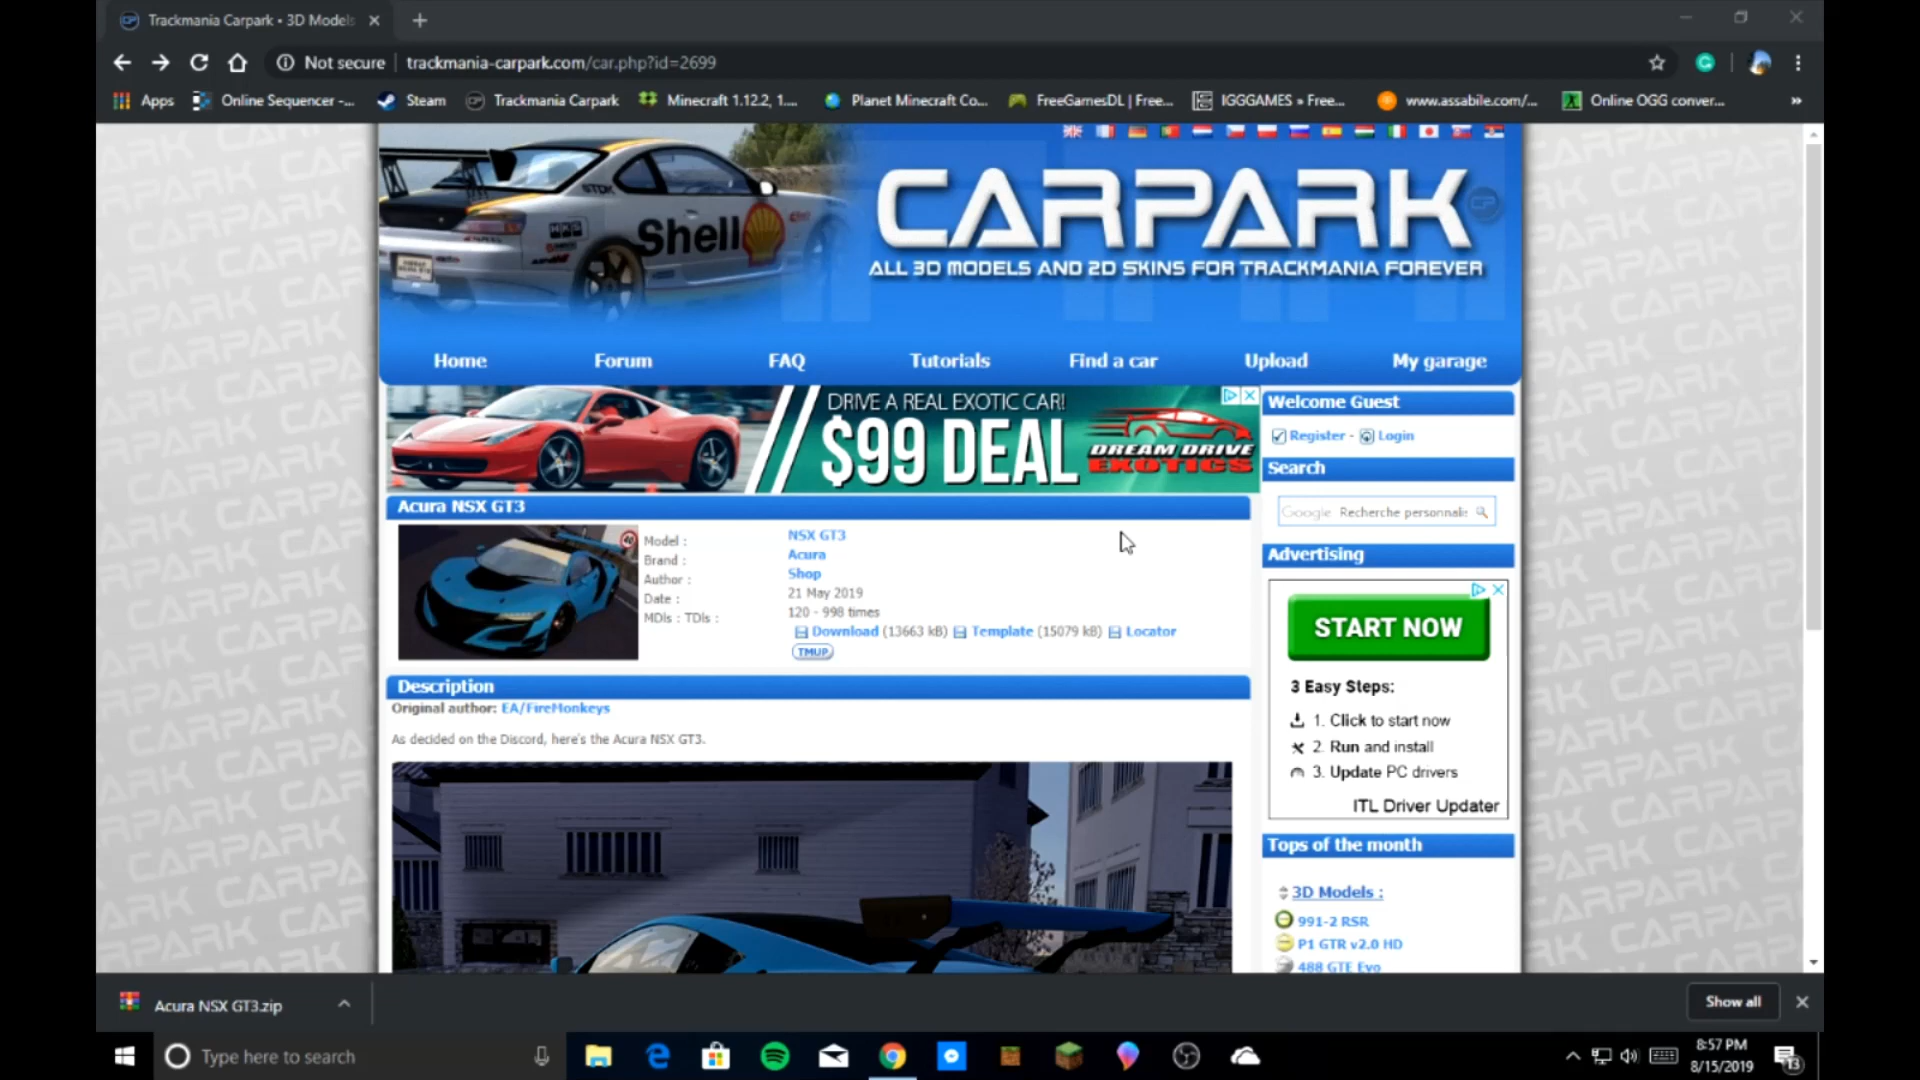 Trackmania Carpark • 3D Models
Not secure
trackmania-carpark.com/car.php?id=2699
Apps
Online Sequencer -...
Steam
Trackmania Carpark
Minecraft 1.12.2, 1....
Planet Minecraft Co...
FreeGamesDL | Free...
IGGGAMES » Free...
www.assabile.com/...
Online OGG conver...
»
STDK
HKS
Shell
CARPARK
CP
ALL 3D MODELS AND 2D SKINS FOR TRACKMANIA FOREVER
Home
Forum
FAQ
Tutorials
Find a car
Upload
My garage
DRIVE A REAL EXOTIC CAR!
$99 DEAL
DREAM DRIVE
EXOTICS
Welcome Guest
Register - Login
Search
Google Recherche personnalis
Advertising
START NOW
3 Easy Steps:
1. Click to start now
2. Run and install
3. Update PC drivers
ITL Driver Updater
Tops of the month
3D Models :
991-2 RSR
P1 GTR v2.0 HD
488 GTE Evo
Acura NSX GT3
40
Model : NSX GT3
Brand : Acura
Author : Shop
Date : 21 May 2019
MDls : TDls : 120 - 998 times
Download (13663 kB) Template (15079 kB) Locator
TMUP
Description
Original author: EA/FireMonkeys
As decided on the Discord, here's the Acura NSX GT3.
Acura NSX GT3.zip
Show all
Type here to search
8:57 PM
8/15/2019
13